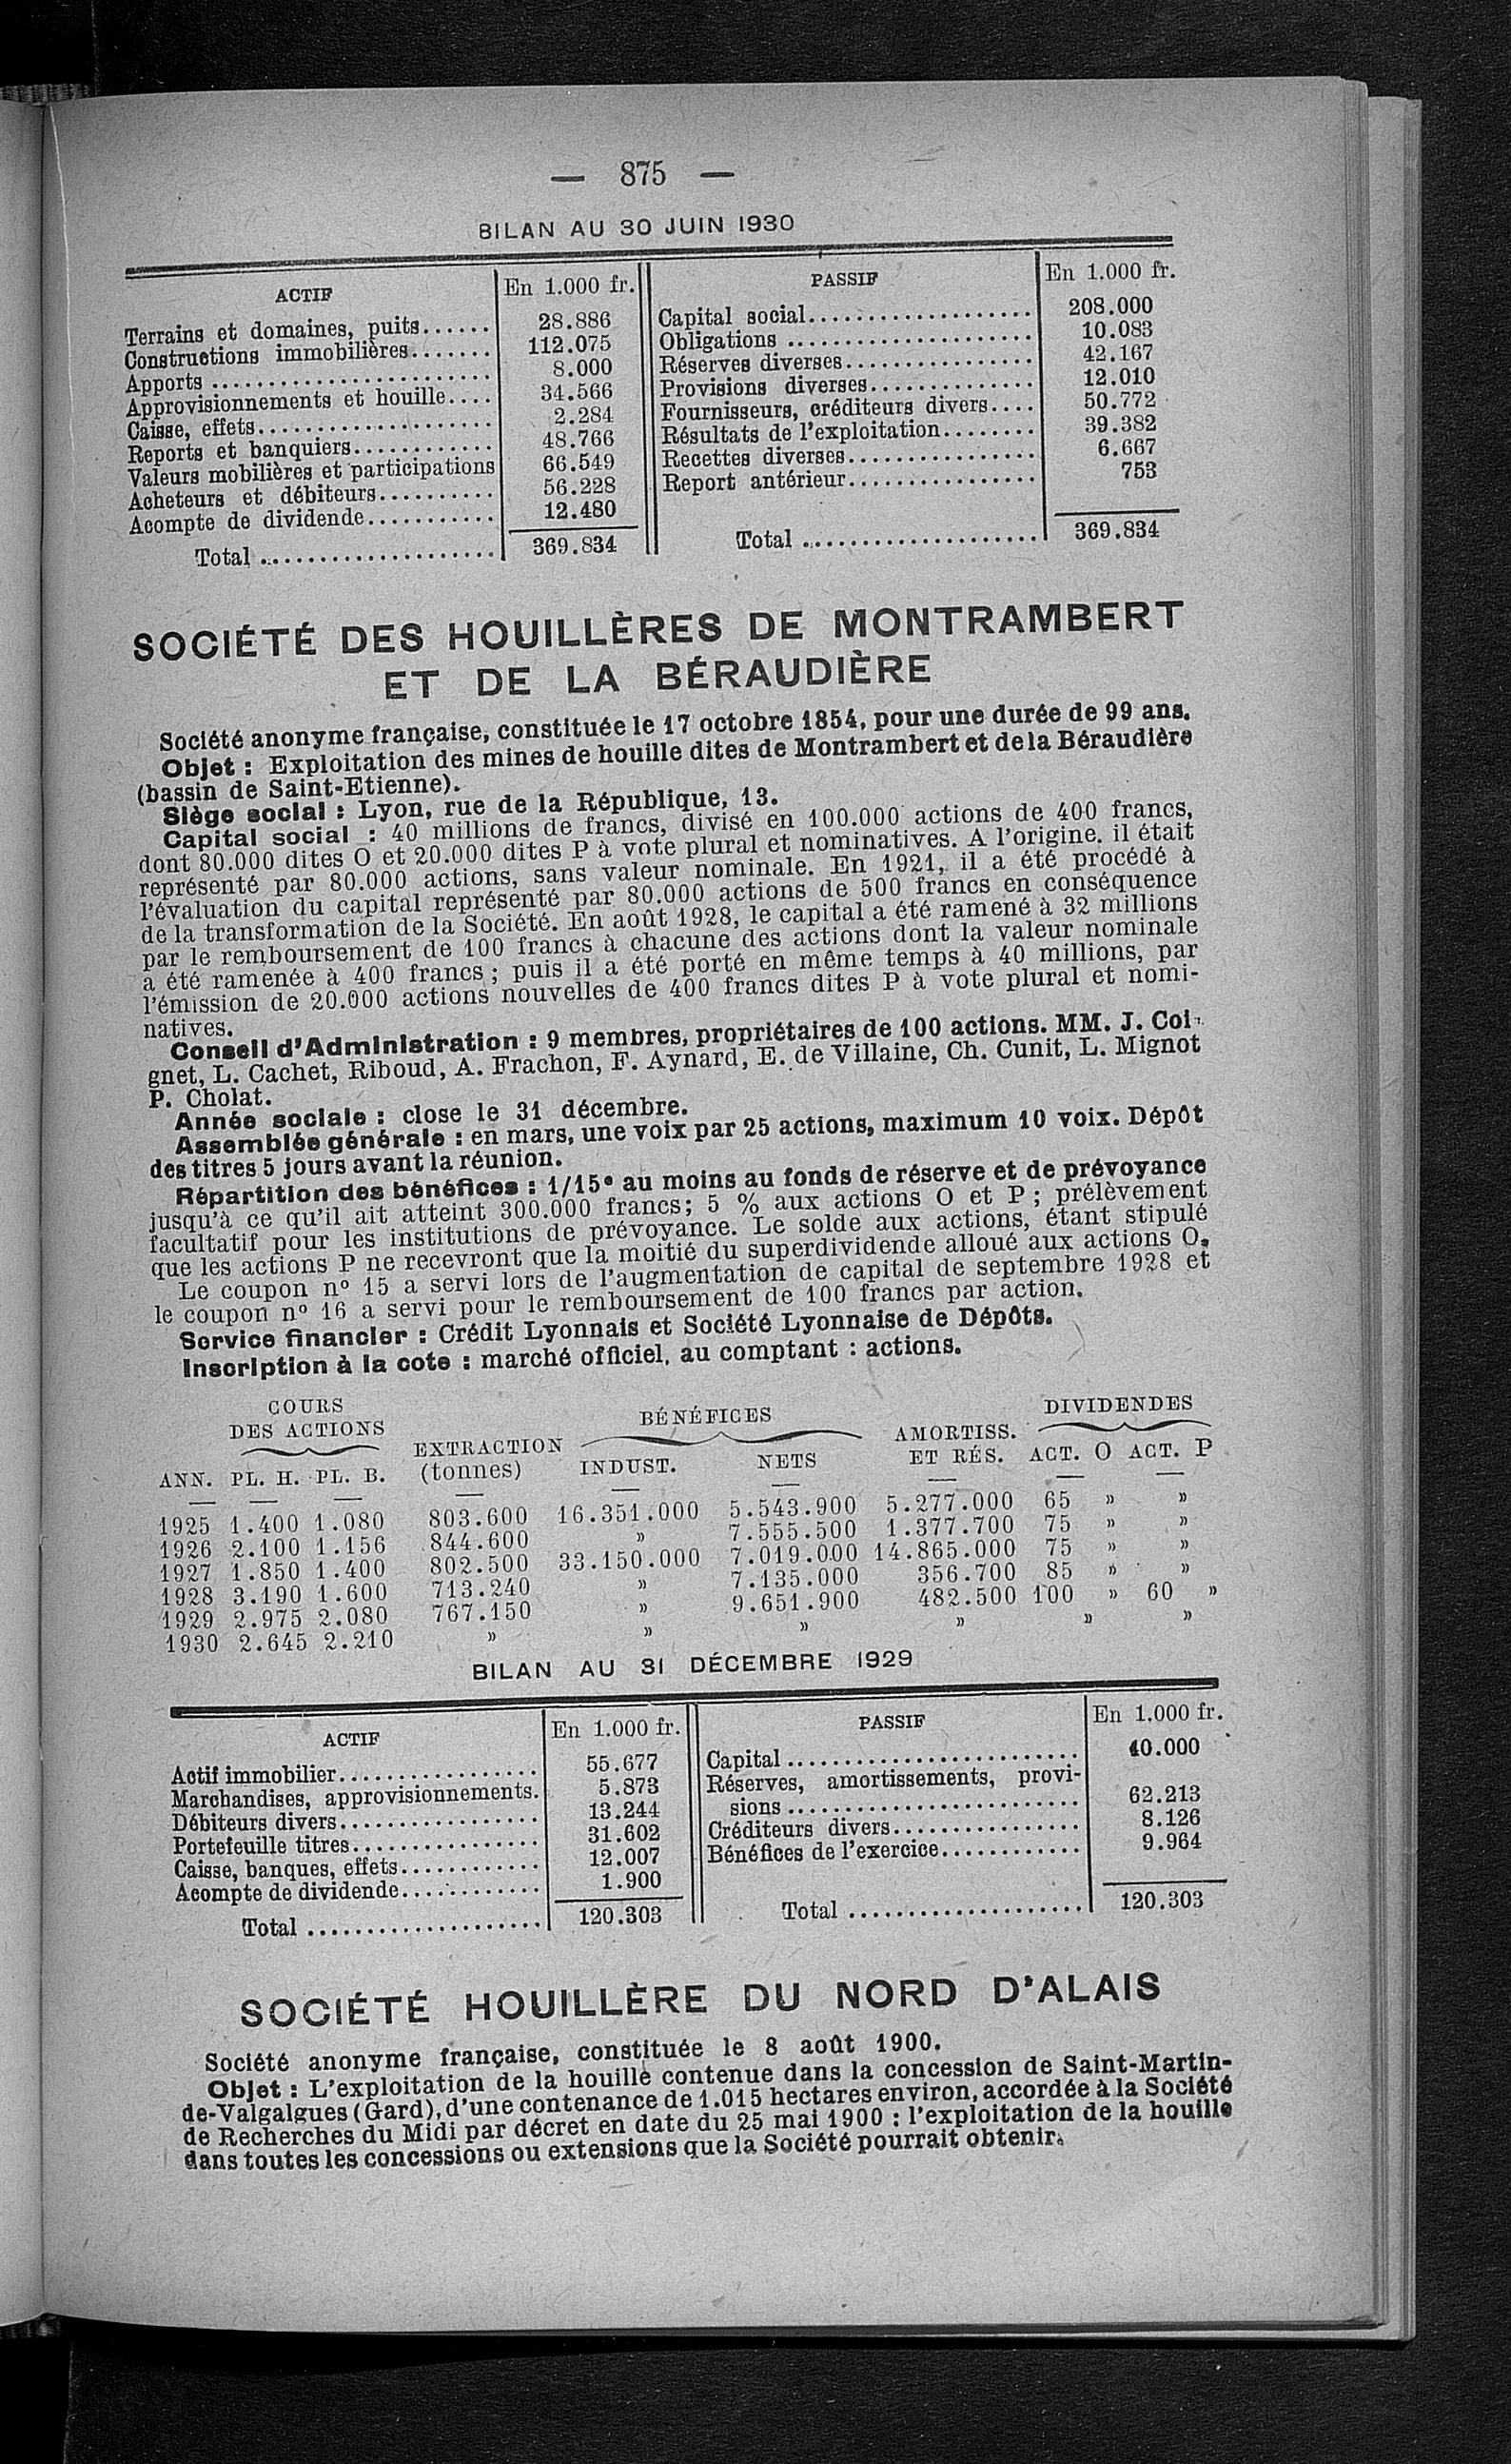 — 875 —
BILAN AU 30 JUIN 1930
ACTIF En 1.000 fr. PASSIF En 1.000 fr.
Terrains et domaines, puits...... 28.886 Capital social................... 208.000
Constructions immobilières....... 112.075 Obligations ..................... 10.083
Apports ........................ 8.000 Réserves diverses................ 42.167
Approvisionnements et houille.... 34.566 Provisions diverses.............. 12.010
Caisse, effets.................... 2.284 Fournisseurs, créditeurs divers.... 50.772
Reports et banquiers............. 48.766 Résultats de l'exploitation........ 39.382
Valeurs mobilières et participations 66.549 Recettes diverses................ 6.667
Acheteurs et débiteurs.......... 56.228 Report antérieur................ 753
Acompte de dividende........... 12.480
Total .................... 369.834 Total .................... 369.834
SOCIÉTÉ DES HOUILLÈRES DE MONTRAMBERT
ET DE LA BÉRAUDIÈRE
Société anonyme française, constituée le 17 octobre 1854, pour une durée de 99 ans.
Objet : Exploitation des mines de houille dites de Montrambert et de la Béraudière
(bassin de Saint-Etienne).
Siège social : Lyon, rue de la République, 13.
Capital social : 40 millions de francs, divisé en 100.000 actions de 400 francs,
dont 80.000 dites O et 20.000 dites P à vote plural et nominatives. A l'origine, il était
représenté par 80.000 actions, sans valeur nominale. En 1921, il a été procédé à
l'évaluation du capital représenté par 80.000 actions de 500 francs en conséquence
de la transformation de la Société. En août 1928, le capital a été ramené à 32 millions
par le remboursement de 100 francs à chacune des actions dont la valeur nominale
a été ramenée à 400 francs ; puis il a été porté en même temps à 40 millions, par
l'émission de 20.000 actions nouvelles de 400 francs dites P à vote plural et nomi-
natives.
Conseil d'Administration : 9 membres, propriétaires de 100 actions. MM. J. Coi-
gnet, L. Cachet, Riboud, A. Frachon, F. Aynard, E. de Villaine, Ch. Cunit, L. Mignot
P. Cholat.
Année sociale : close le 31 décembre.
Assemblée générale : en mars, une voix par 25 actions, maximum 10 voix. Dépôt
des titres 5 jours avant la réunion.
Répartition des bénéfices : 1/15e au moins au fonds de réserve et de prévoyance
jusqu'à ce qu'il ait atteint 300.000 francs; 5 % aux actions O et P ; prélèvement
facultatif pour les institutions de prévoyance. Le solde aux actions, étant stipulé
que les actions P ne recevront que la moitié du superdividende alloué aux actions O.
Le coupon nº 15 a servi lors de l'augmentation de capital de septembre 1928 et
le coupon nº 16 a servi pour le remboursement de 100 francs par action.
Service financier : Crédit Lyonnais et Société Lyonnaise de Dépôts.
Inscription à la cote : marché officiel, au comptant : actions.
COURS DES ACTIONS BÉNÉFICES DIVIDENDES
ANN. PL. H. PL. B. EXTRACTION (tonnes) INDUST. NETS AMORTISS. ET RÉS. ACT. O ACT. P
1925 1.400 1.080 803.600 16.351.000 5.543.900 5.277.000 65 » »
1926 2.100 1.156 844.600 » 7.555.500 1.377.700 75 » »
1927 1.850 1.400 802.500 33.150.000 7.019.000 14.865.000 75 » »
1928 3.190 1.600 713.240 » 7.135.000 356.700 85 » »
1929 2.975 2.080 767.150 » 9.651.900 482.500 100 » 60 »
1930 2.645 2.210 » » » » » »
BILAN AU 31 DÉCEMBRE 1929
ACTIF En 1.000 fr. PASSIF En 1.000 fr.
Actif immobilier................. 55.677 Capital ......................... 40.000
Marchandises, approvisionnements. 5.873 Réserves, amortissements, provi-
Débiteurs divers................. 13.244 sions ......................... 62.213
Portefeuille titres................ 31.602 Créditeurs divers................ 8.126
Caisse, banques, effets............ 12.007 Bénéfices de l'exercice............ 9.964
Acompte de dividende............ 1.900
Total .................... 120.303 Total .................... 120.303
SOCIÉTÉ HOUILLÈRE DU NORD D'ALAIS
Société anonyme française, constituée le 8 août 1900.
Objet : L'exploitation de la houille contenue dans la concession de Saint-Martin-
de-Valgalgues (Gard), d'une contenance de 1.015 hectares environ, accordée à la Société
de Recherches du Midi par décret en date du 25 mai 1900 : l'exploitation de la houille
dans toutes les concessions ou extensions que la Société pourrait obtenir.